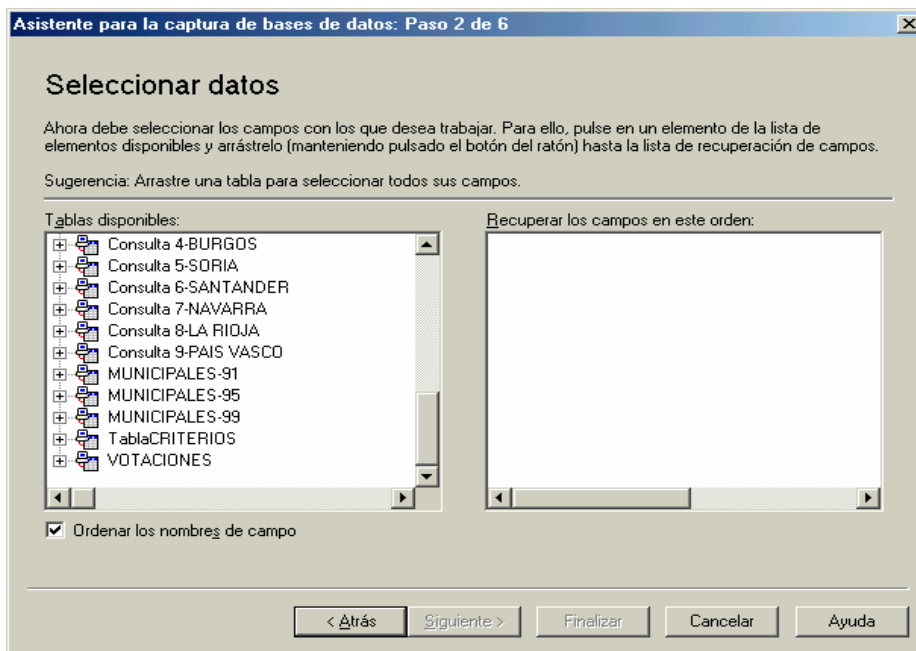 Asistente para la captura de bases de datos: Paso 2 de 6
Seleccionar datos
Ahora debe seleccionar los campos con los que desea trabajar. Para ello, pulse en un elemento de la lista de
elementos disponibles y arrástrelo (manteniendo pulsado el botón del ratón) hasta la lista de recuperación de campos.
Sugerencia: Arrastre una tabla para seleccionar todos sus campos.
Tablas disponibles:
Consulta 4-BURGOS
Consulta 5-SORIA
Consulta 6-SANTANDER
Consulta 7-NAVARRA
Consulta 8-LA RIOJA
Consulta 9-PAIS VASCO
MUNICIPALES-91
MUNICIPALES-95
MUNICIPALES-99
TablaCRITERIOS
VOTACIONES
Recuperar los campos en este orden:
Ordenar los nombres de campo
< Atrás
Siguiente >
Finalizar
Cancelar
Ayuda